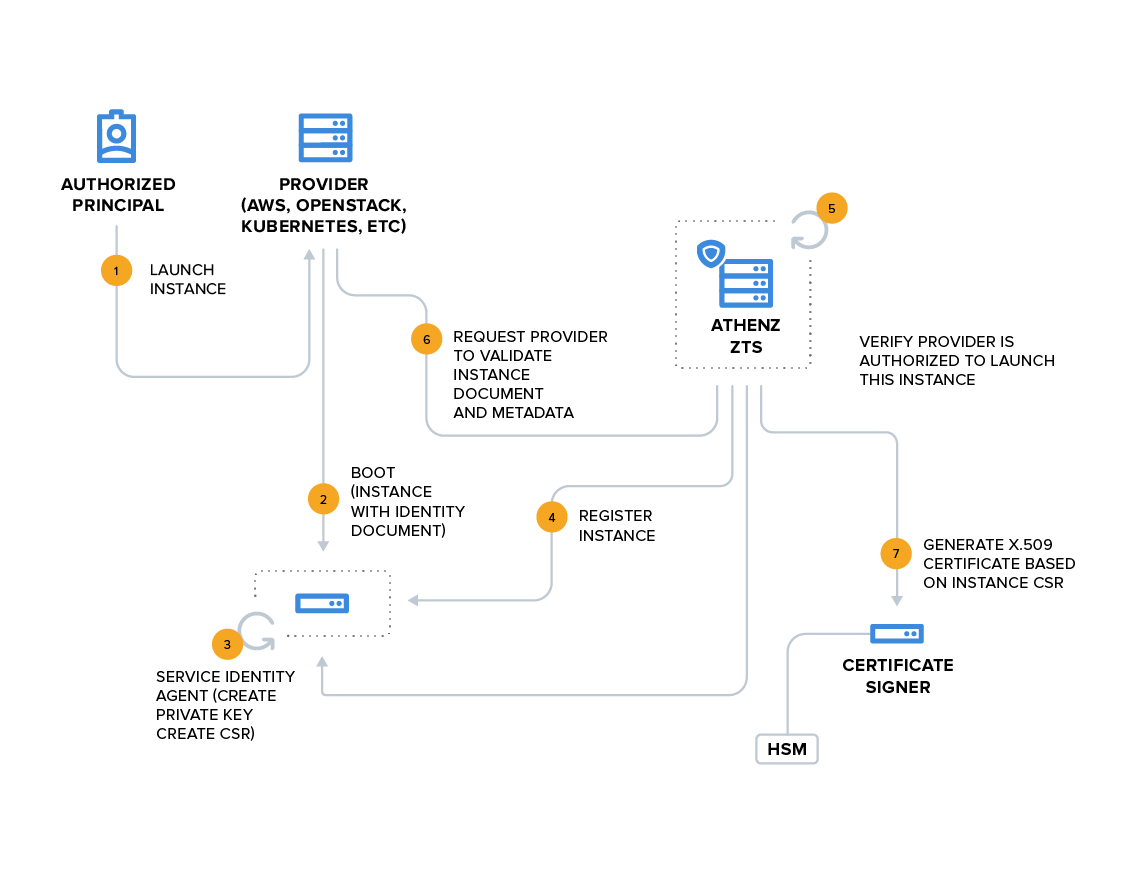 AUTHORIZED
PRINCIPAL
PROVIDER
(AWS, OPENSTACK,
KUBERNETES, ETC)
1
LAUNCH
INSTANCE
5
ATHENZ
ZTS
VERIFY PROVIDER IS
AUTHORIZED TO LAUNCH
THIS INSTANCE
6
REQUEST PROVIDER
TO VALIDATE
INSTANCE
DOCUMENT
AND METADATA
2
BOOT
(INSTANCE
WITH IDENTITY
DOCUMENT)
4
REGISTER
INSTANCE
7
GENERATE X.509
CERTIFICATE BASED
ON INSTANCE CSR
3
SERVICE IDENTITY
AGENT (CREATE
PRIVATE KEY
CREATE CSR)
CERTIFICATE
SIGNER
HSM